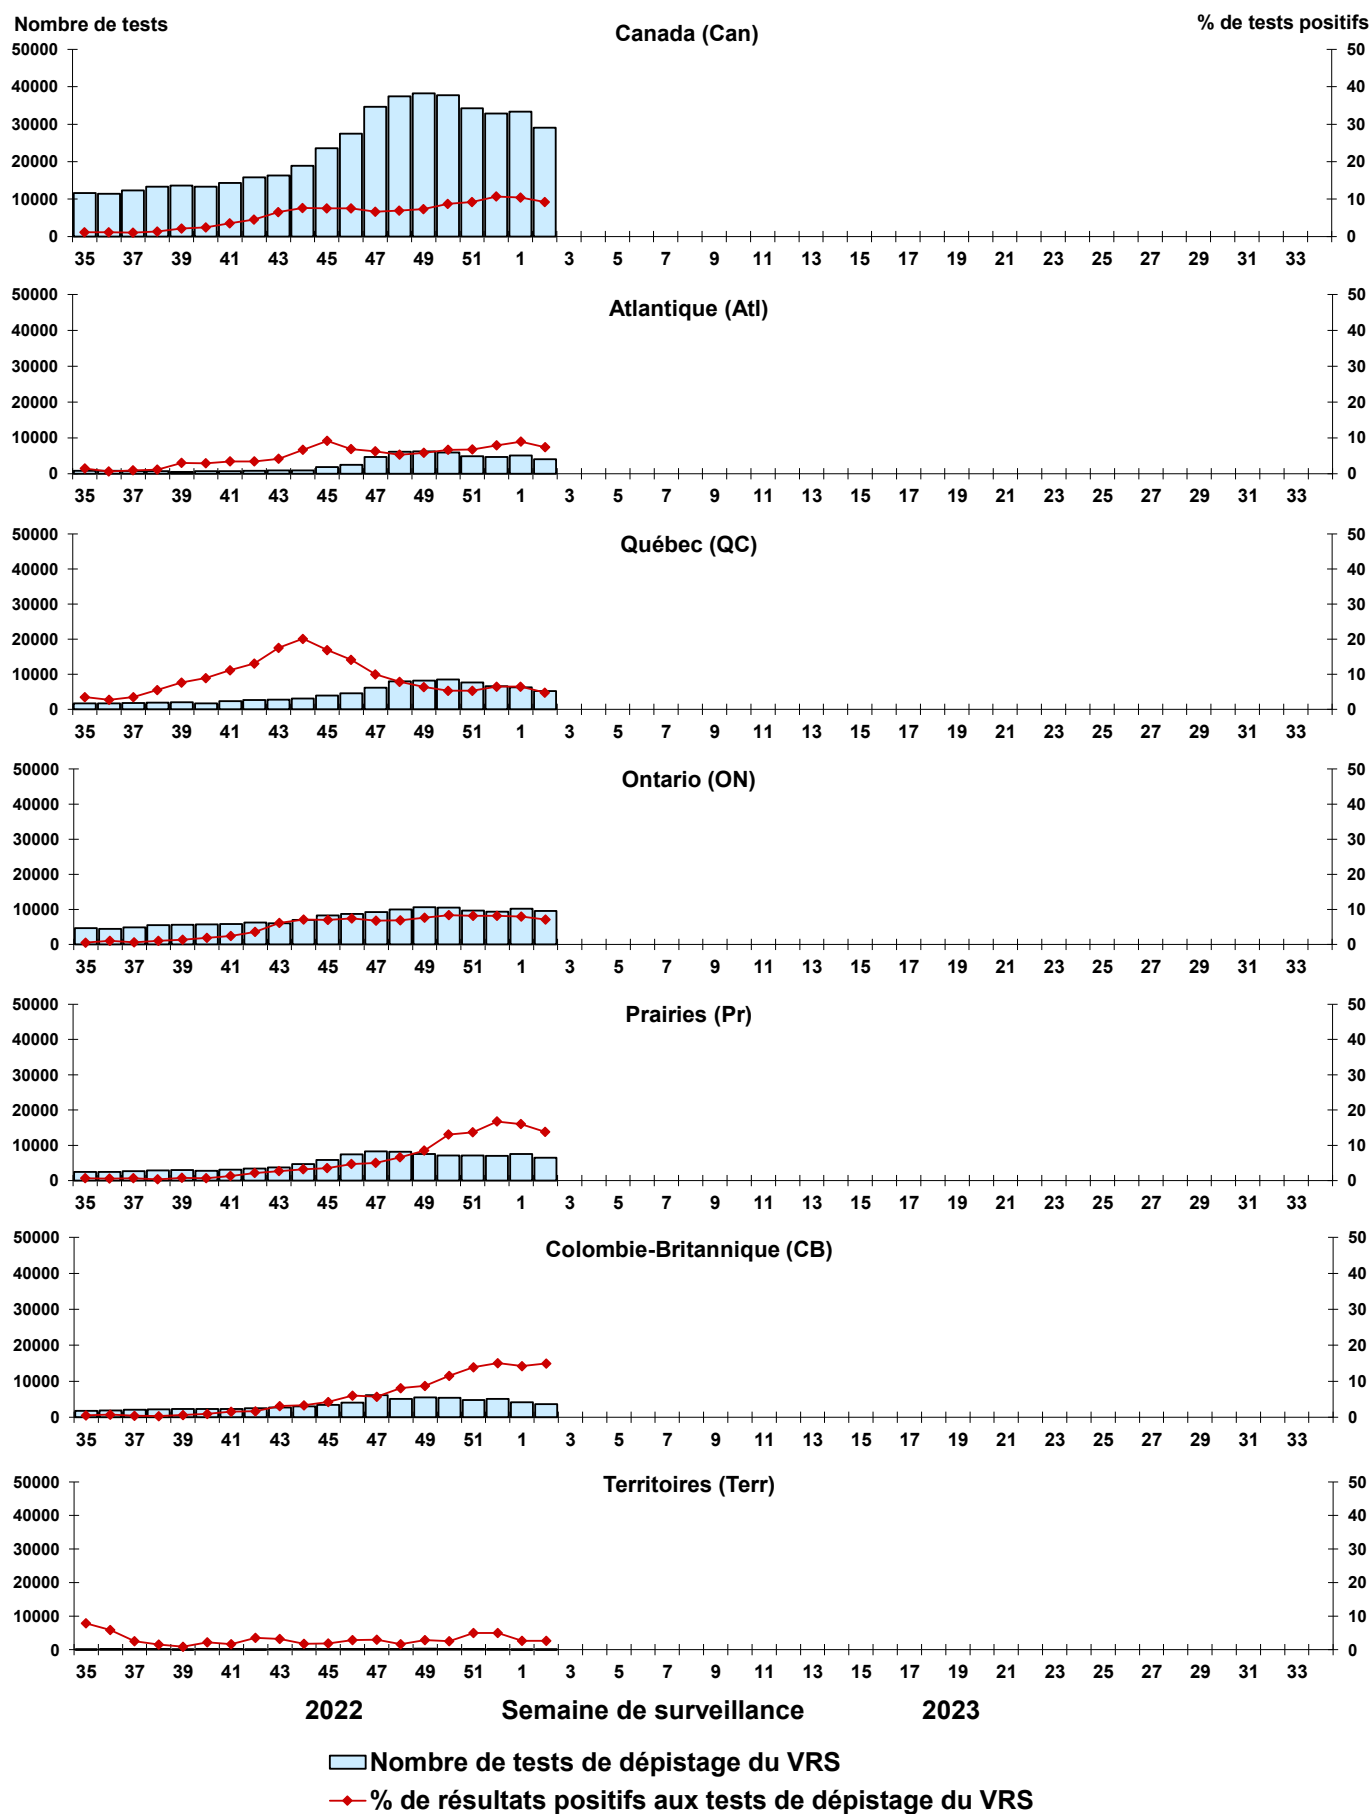 Nombre de tests
Canada (Can)
% de tests positifs
50000 50
40000 40
30000 30
20000 20
10000 10
0 0
35 37 39 41 43 45 47 49 51 1 3 5 7 9 11 13 15 17 19 21 23 25 27 29 31 33
Atlantique (Atl)
50000 50
40000 40
30000 30
20000 20
10000 10
0 0
35 37 39 41 43 45 47 49 51 1 3 5 7 9 11 13 15 17 19 21 23 25 27 29 31 33
Québec (QC)
50000 50
40000 40
30000 30
20000 20
10000 10
0 0
35 37 39 41 43 45 47 49 51 1 3 5 7 9 11 13 15 17 19 21 23 25 27 29 31 33
Ontario (ON)
50000 50
40000 40
30000 30
20000 20
10000 10
0 0
35 37 39 41 43 45 47 49 51 1 3 5 7 9 11 13 15 17 19 21 23 25 27 29 31 33
Prairies (Pr)
50000 50
40000 40
30000 30
20000 20
10000 10
0 0
35 37 39 41 43 45 47 49 51 1 3 5 7 9 11 13 15 17 19 21 23 25 27 29 31 33
Colombie-Britannique (CB)
50000 50
40000 40
30000 30
20000 20
10000 10
0 0
35 37 39 41 43 45 47 49 51 1 3 5 7 9 11 13 15 17 19 21 23 25 27 29 31 33
Territoires (Terr)
50000 50
40000 40
30000 30
20000 20
10000 10
0 0
35 37 39 41 43 45 47 49 51 1 3 5 7 9 11 13 15 17 19 21 23 25 27 29 31 33
2022 Semaine de surveillance 2023
Nombre de tests de dépistage du VRS
% de résultats positifs aux tests de dépistage du VRS